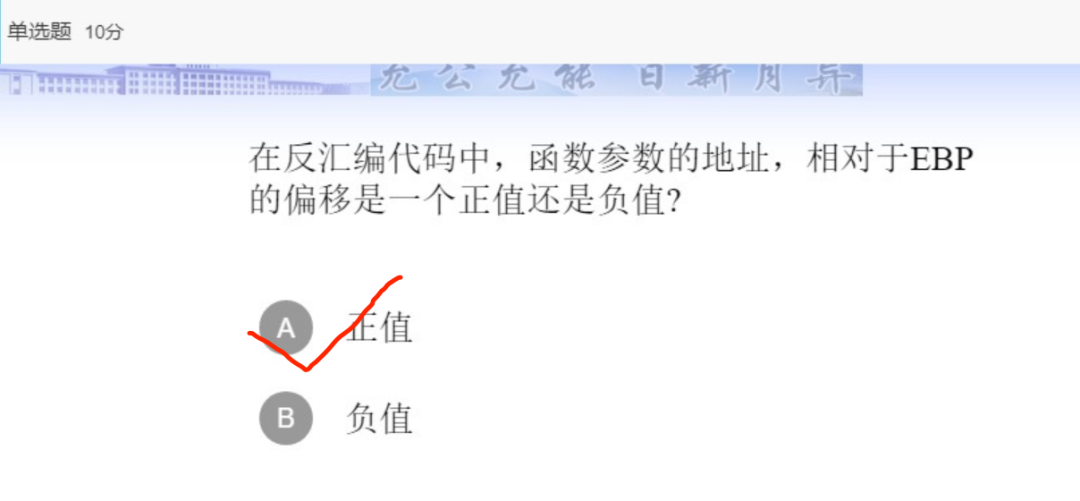 单选题 10分
允公允能 日新月异
在反汇编代码中，函数参数的地址，相对于EBP
的偏移是一个正值还是负值?
A 正值
B 负值